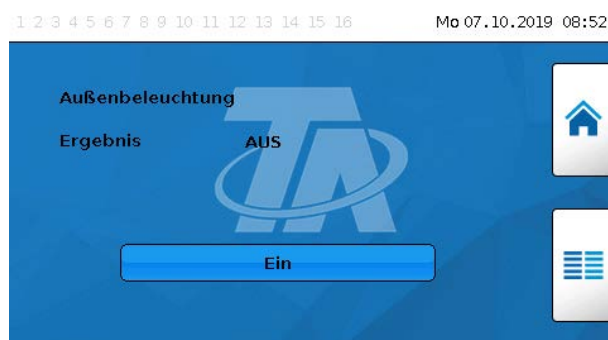 1 2 3 4 5 6 7 8 9 10 11 12 13 14 15 16 Mo 07.10.2019 08:52
Außenbeleuchtung
Ergebnis AUS
TA
Ein